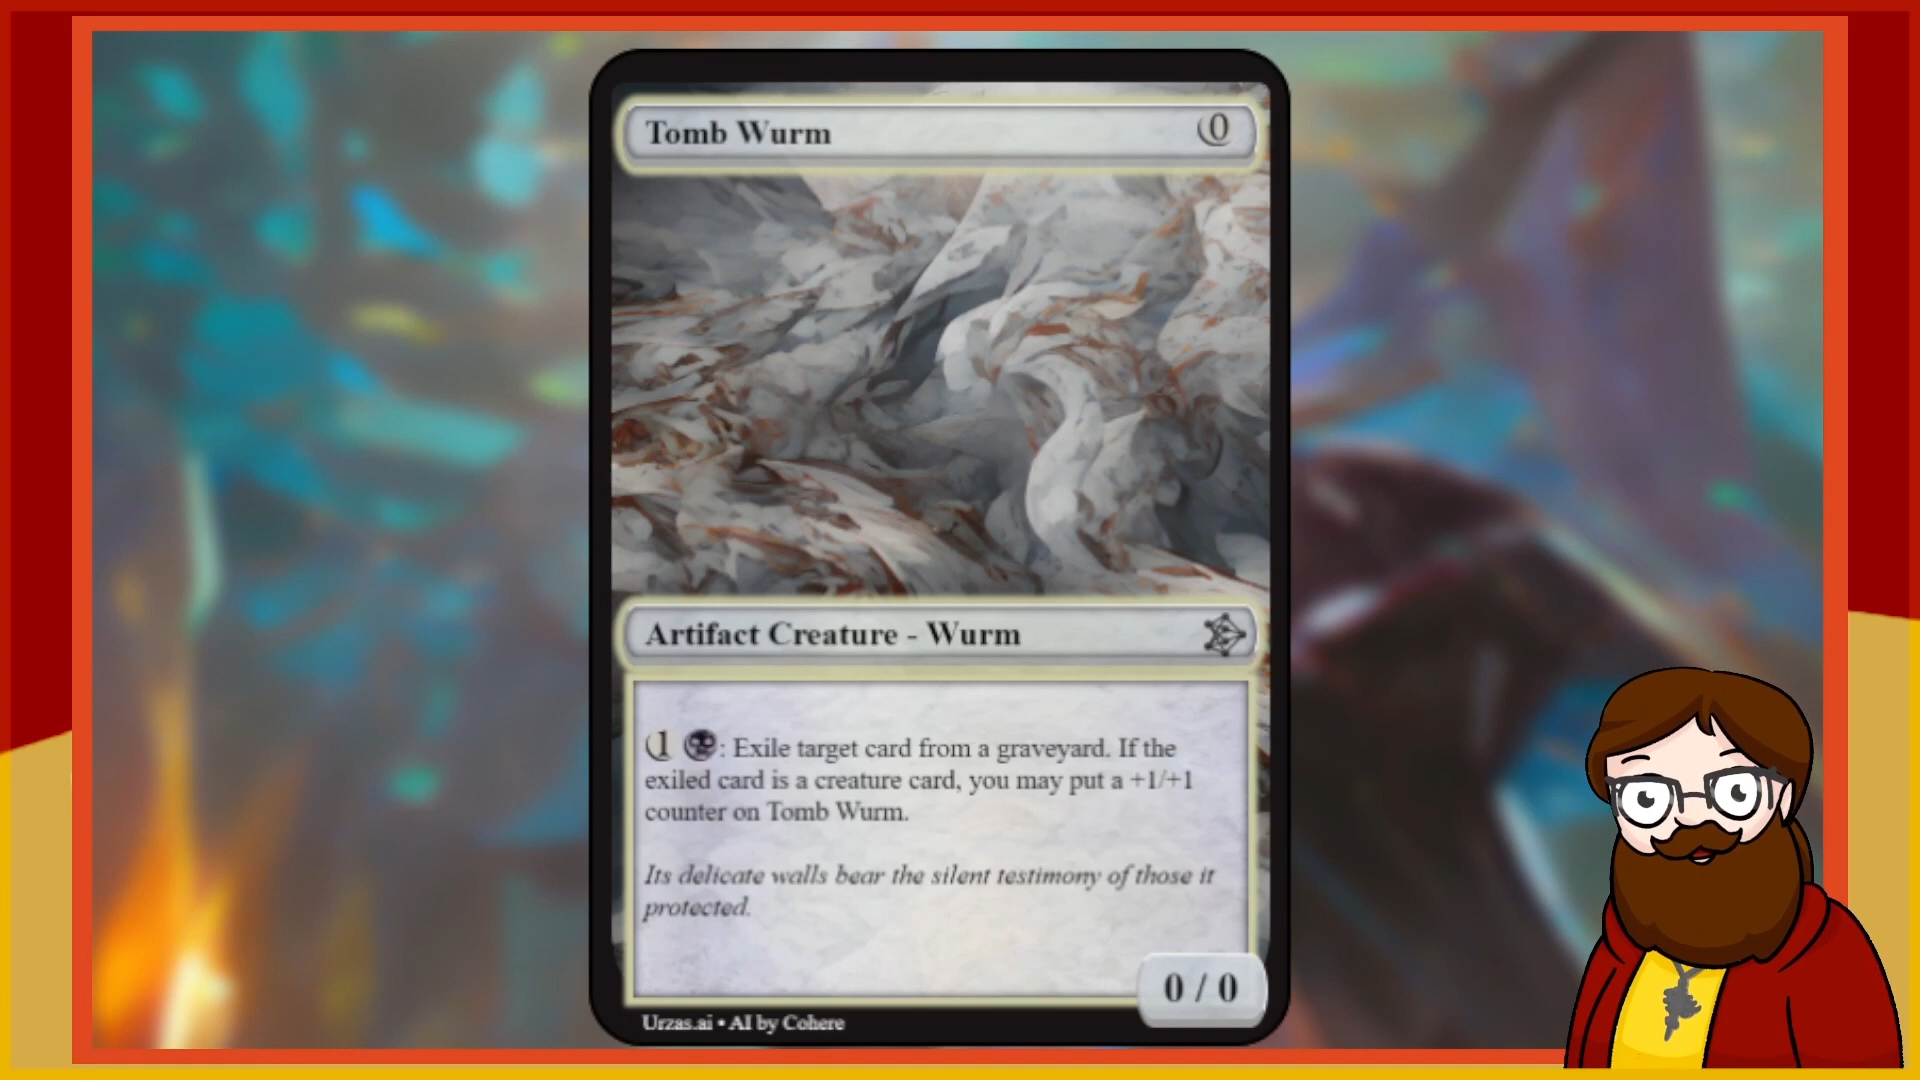 Tomb Wurm 0
Artifact Creature - Wurm
1 : Exile target card from a graveyard. If the
exiled card is a creature card, you may put a +1/+1
counter on Tomb Wurm.
Its delicate walls bear the silent testimony of those it
protected.
0 / 0
Urzas.ai • AI by Cohere